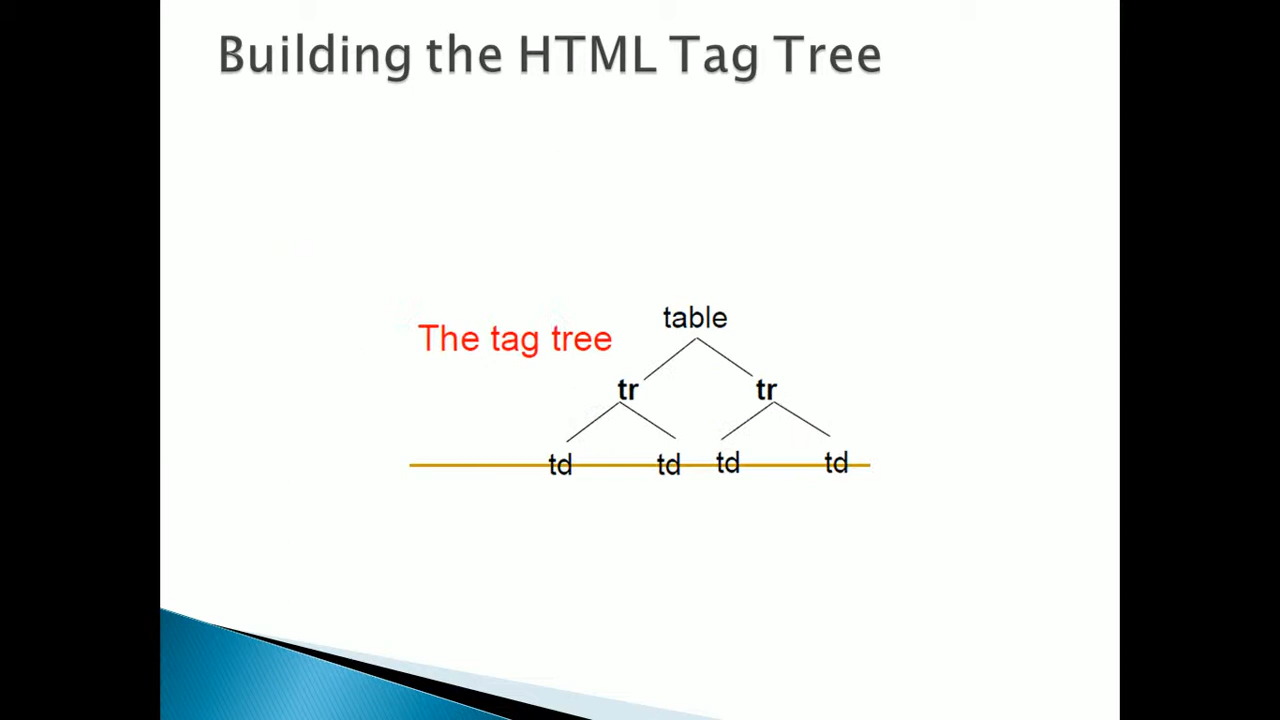 Building the HTML Tag Tree
table
The tag tree
tr tr
td td td td